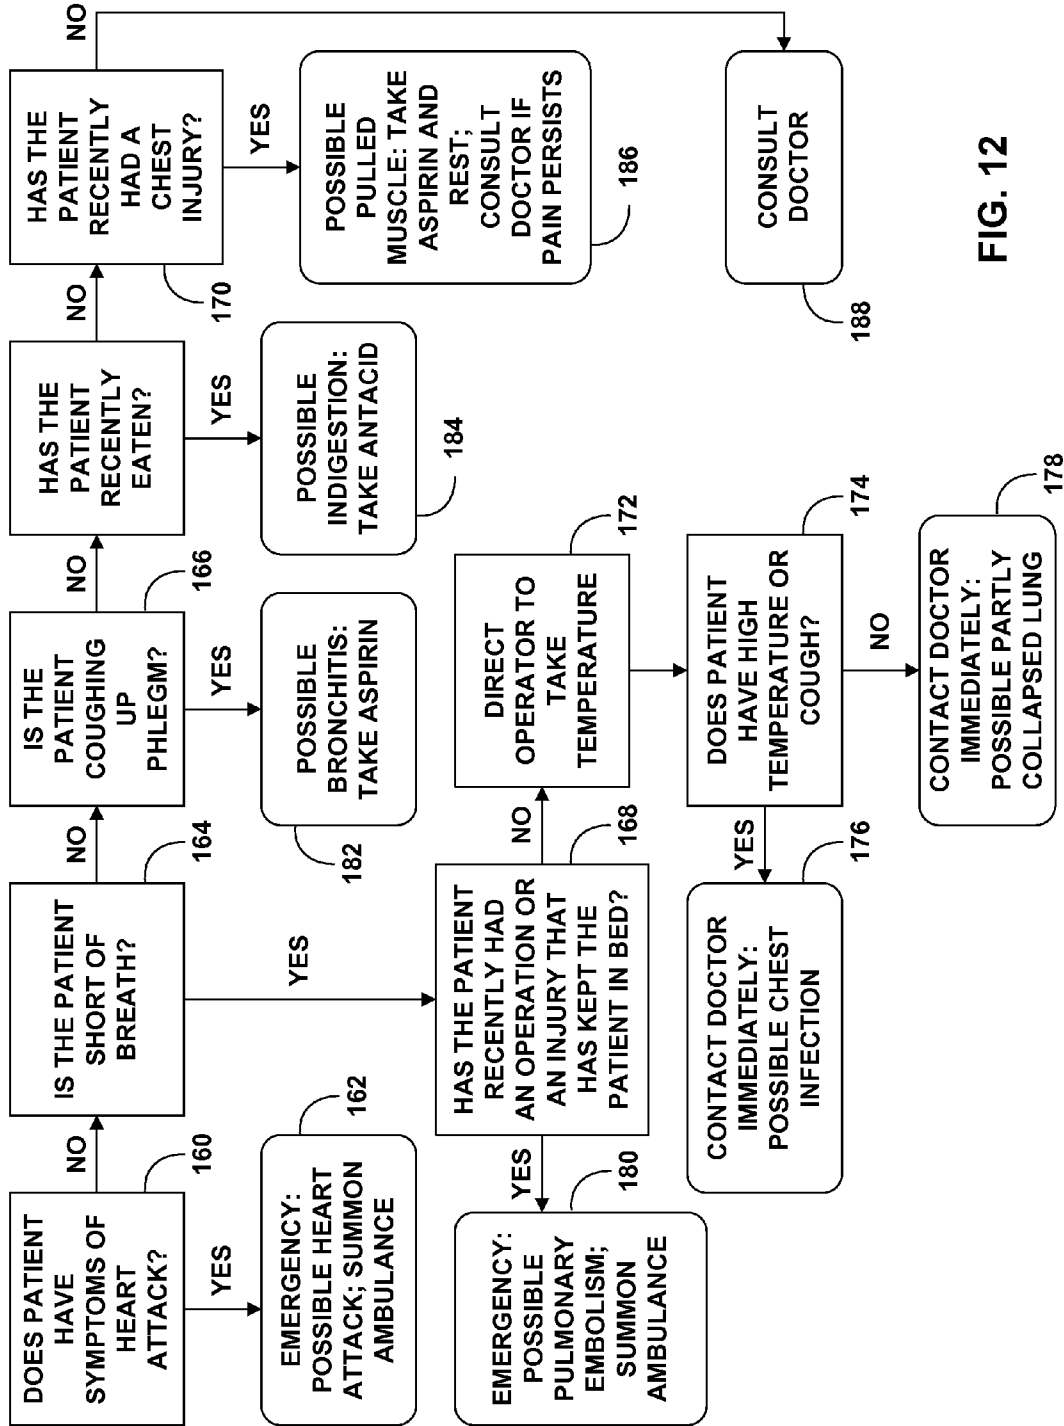 DOES PATIENT
HAVE
SYMPTOMS OF
HEART
ATTACK?
160
NO
YES
EMERGENCY:
POSSIBLE HEART
ATTACK; SUMMON
AMBULANCE
162
IS THE PATIENT
SHORT OF
BREATH?
164
NO
YES
HAS THE PATIENT
RECENTLY HAD
AN OPERATION OR
AN INJURY THAT
HAS KEPT THE
PATIENT IN BED?
168
YES
EMERGENCY:
POSSIBLE
PULMONARY
EMBOLISM;
SUMMON
AMBULANCE
180
NO
DIRECT
OPERATOR TO
TAKE
TEMPERATURE
172
DOES PATIENT
HAVE HIGH
TEMPERATURE OR
COUGH?
174
YES
CONTACT DOCTOR
IMMEDIATELY:
POSSIBLE CHEST
INFECTION
176
NO
CONTACT DOCTOR
IMMEDIATELY:
POSSIBLE PARTLY
COLLAPSED LUNG
178
IS THE
PATIENT
COUGHING
UP
PHLEGM?
166
NO
YES
POSSIBLE
BRONCHITIS:
TAKE ASPIRIN
182
HAS THE
PATIENT
RECENTLY
EATEN?
NO
YES
POSSIBLE
INDIGESTION:
TAKE ANTACID
184
HAS THE
PATIENT
RECENTLY
HAD A
CHEST
INJURY?
170
NO
YES
POSSIBLE
PULLED
MUSCLE: TAKE
ASPIRIN AND
REST;
CONSULT
DOCTOR IF
PAIN PERSISTS
186
CONSULT
DOCTOR
188
FIG. 12